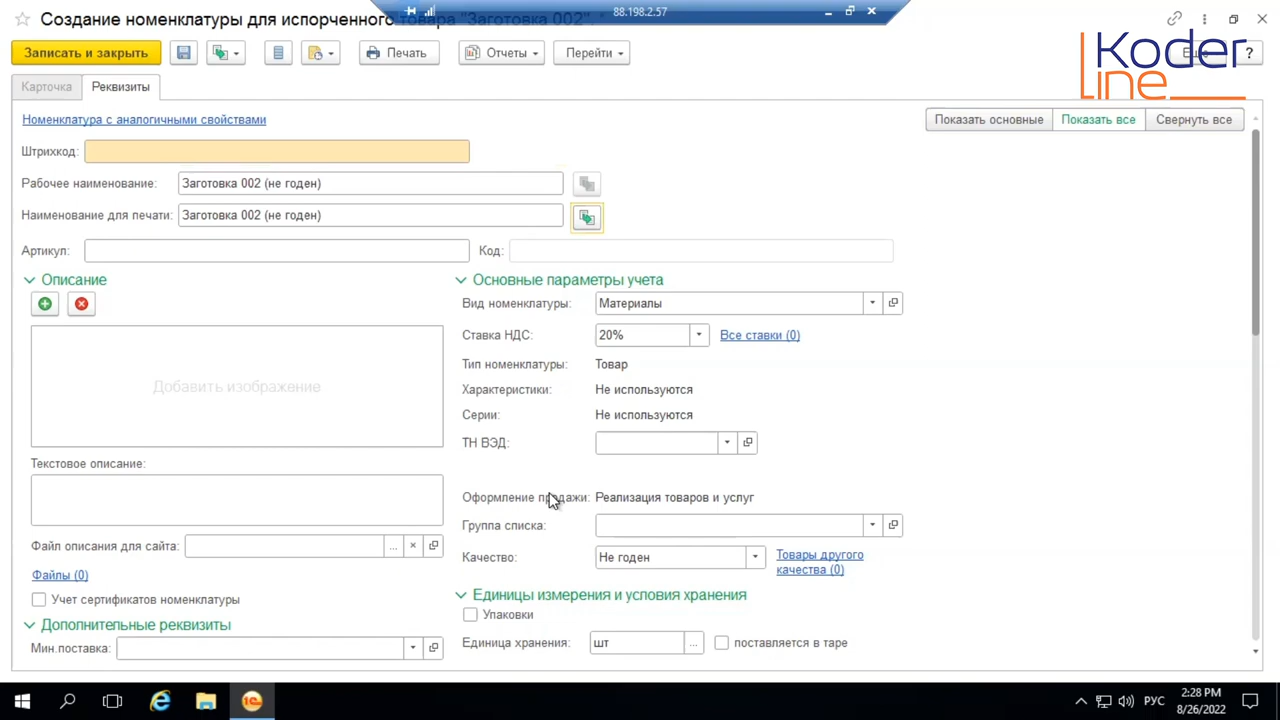 88.198.2.57
Создание номенклатуры для испорченного товара "Заготовка 002" *
Koder line
Записать и закрыть
Печать
Отчеты
Перейти
?
Карточка
Реквизиты
Номенклатура с аналогичными свойствами
Показать основные
Показать все
Свернуть все
Штрихкод:
Рабочее наименование: Заготовка 002 (не годен)
Наименование для печати: Заготовка 002 (не годен)
Артикул:
Код:
Описание
Добавить изображение
Текстовое описание:
Файл описания для сайта:
...
×
Файлы (0)
Учет сертификатов номенклатуры
Дополнительные реквизиты
Мин.поставка:
Основные параметры учета
Вид номенклатуры: Материалы
Ставка НДС: 20% Все ставки (0)
Тип номенклатуры: Товар
Характеристики: Не используются
Серии: Не используются
ТН ВЭД:
Оформление продажи: Реализация товаров и услуг
Группа списка:
Качество: Не годен
Товары другого
качества (0)
Единицы измерения и условия хранения
Упаковки
Единица хранения: шт ... поставляется в таре
1С
РУС
2:28 PM
8/26/2022